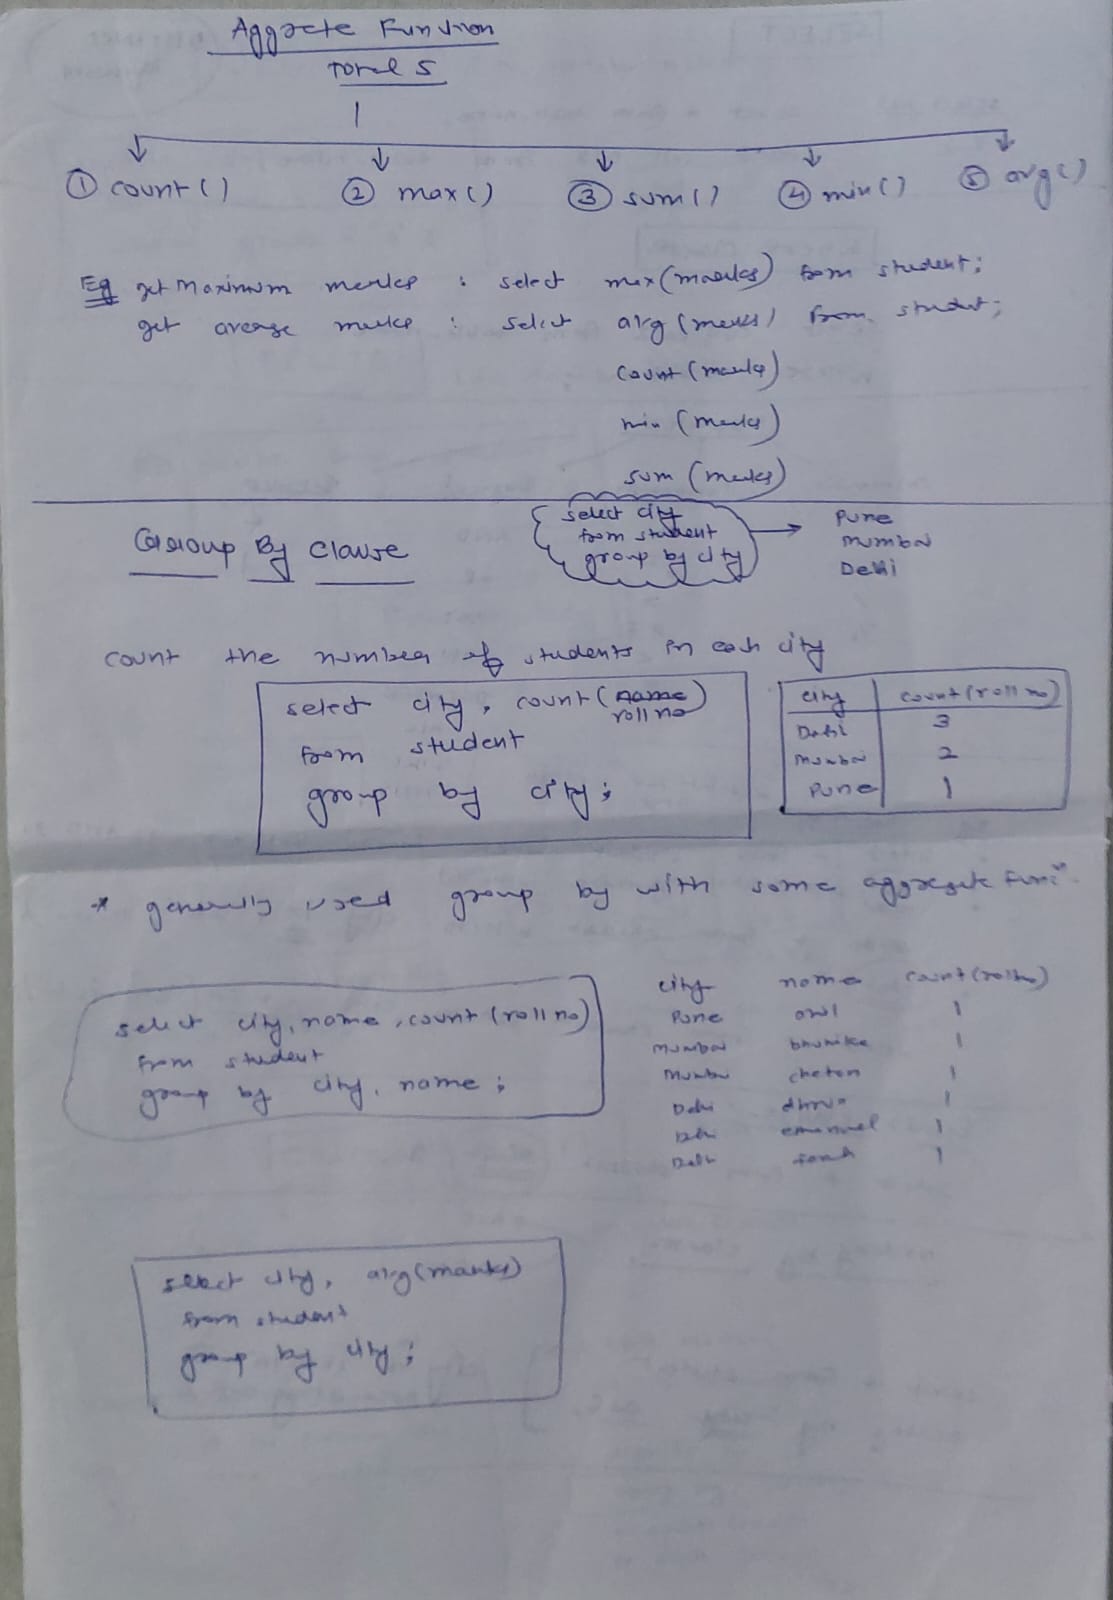 Aggrete Function
Total 5
① count() ② max() ③ sum() ④ min() ⑤ avg()
Eg get Maximum marks : select max(marks) from student;
get average marks : select avg(marks) from student;
count(marks)
min (marks)
sum (marks)
Group By clause
select city
from student
group by city
Pune
Mumbai
Delhi
count the number of students in each city
select city, count(name)
roll no
from student
group by city;
city count(roll no)
Delhi 3
Mumbai 2
Pune 1
* generally used group by with some aggregate funcn.
select city, name, count(roll no)
from student
group by city, name;
city name count(rollno)
Pune anil 1
Mumbai bhumika 1
Mumbai chetan 1
Delhi dhruv 1
Delhi emanuel 1
Delhi farah 1
select city, avg(marks)
from student
group by city;